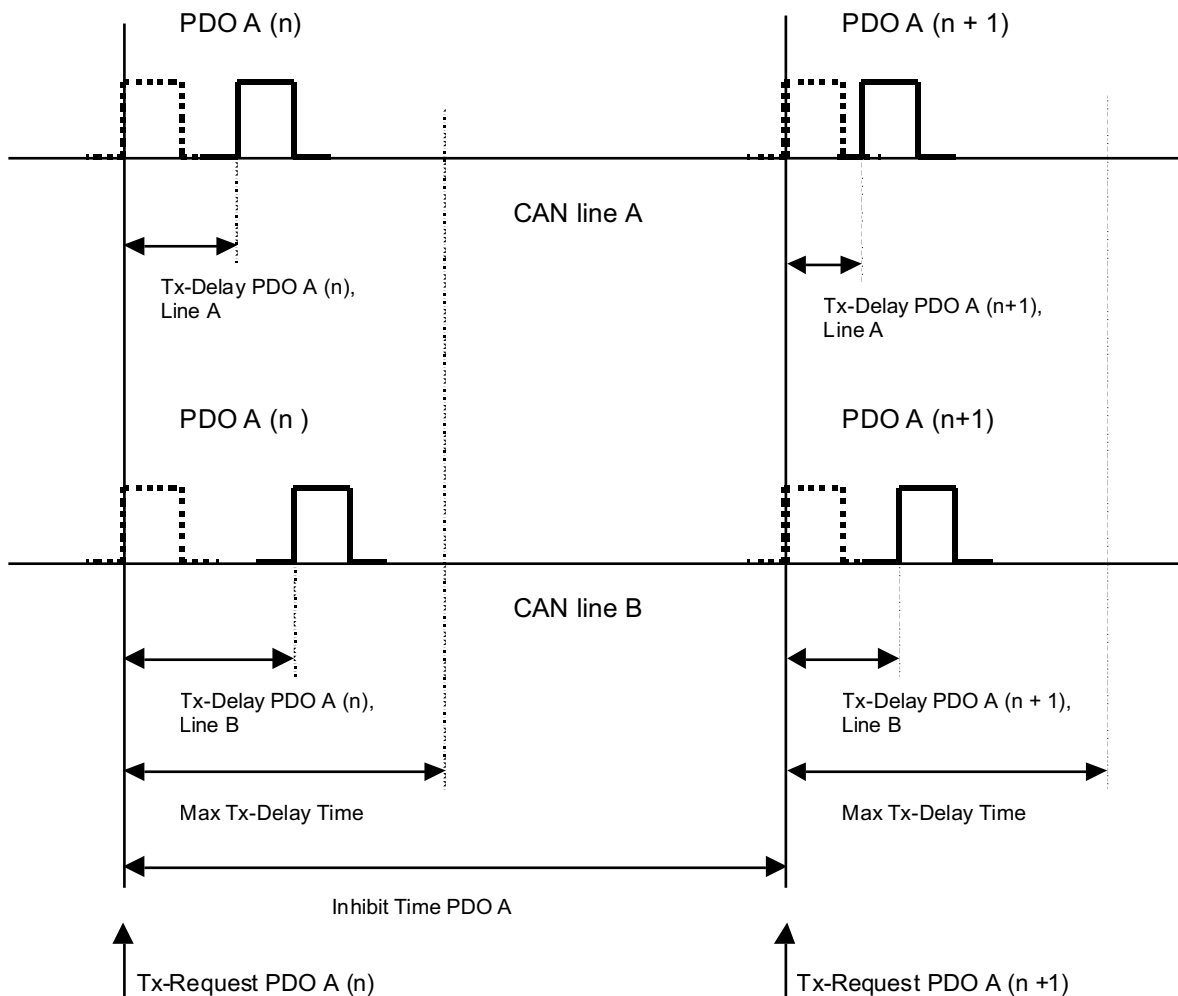 PDO A (n)
PDO A (n + 1)
CAN line A
Tx-Delay PDO A (n),
Line A
Tx-Delay PDO A (n+1),
Line A
PDO A (n )
PDO A (n+1)
CAN line B
Tx-Delay PDO A (n),
Line B
Tx-Delay PDO A (n + 1),
Line B
Max Tx-Delay Time
Max Tx-Delay Time
Inhibit Time PDO A
Tx-Request PDO A (n)
Tx-Request PDO A (n +1)